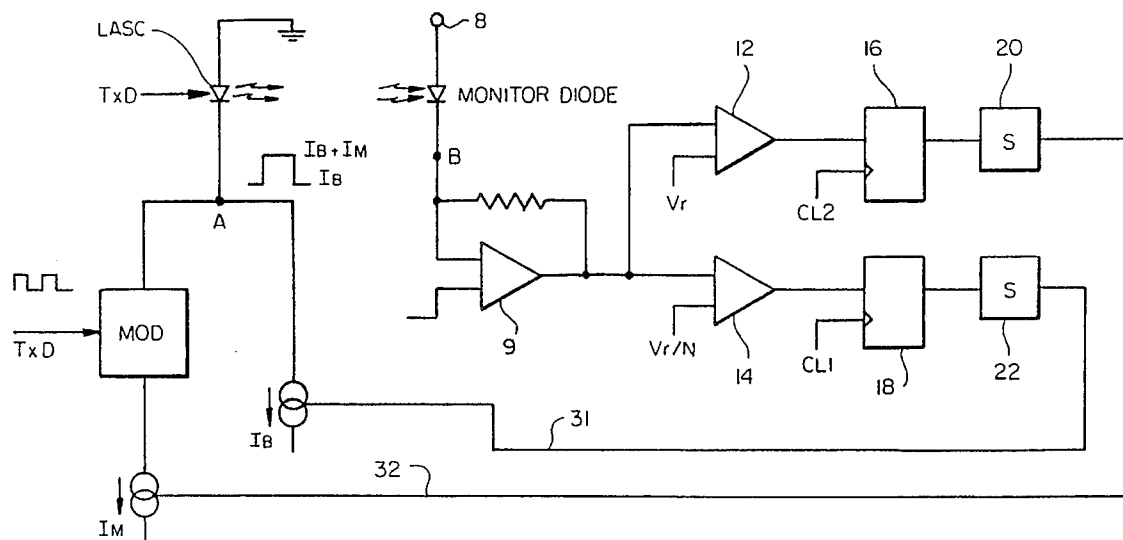 LASC
8
12
16
20
TxD
MONITOR DIODE
S
B
IB + IM
IB
Vr
CL2
A
S
MOD
TxD
9
Vr/N
14
CL1
18
22
IB
31
32
IM